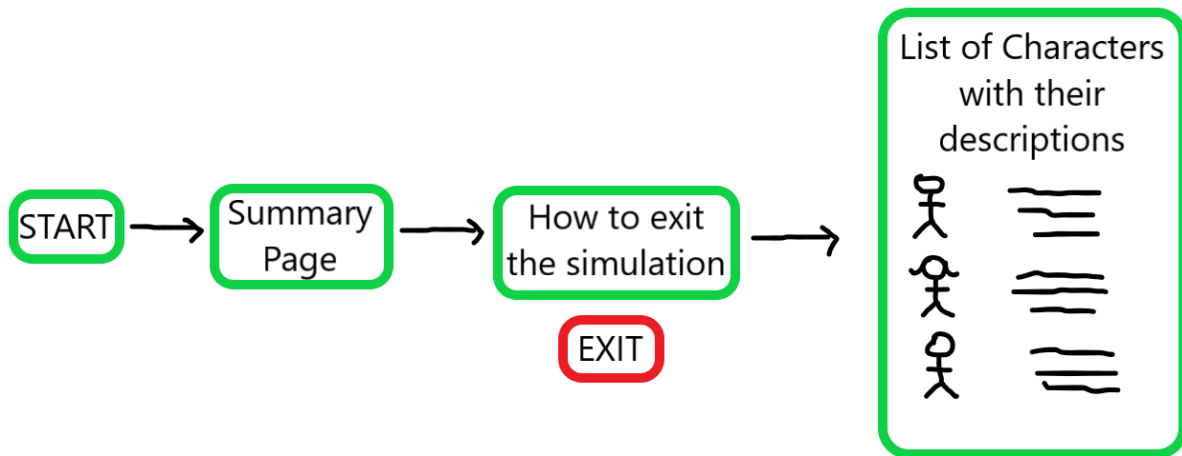 START
Summary
Page
How to exit
the simulation
EXIT
List of Characters
with their
descriptions